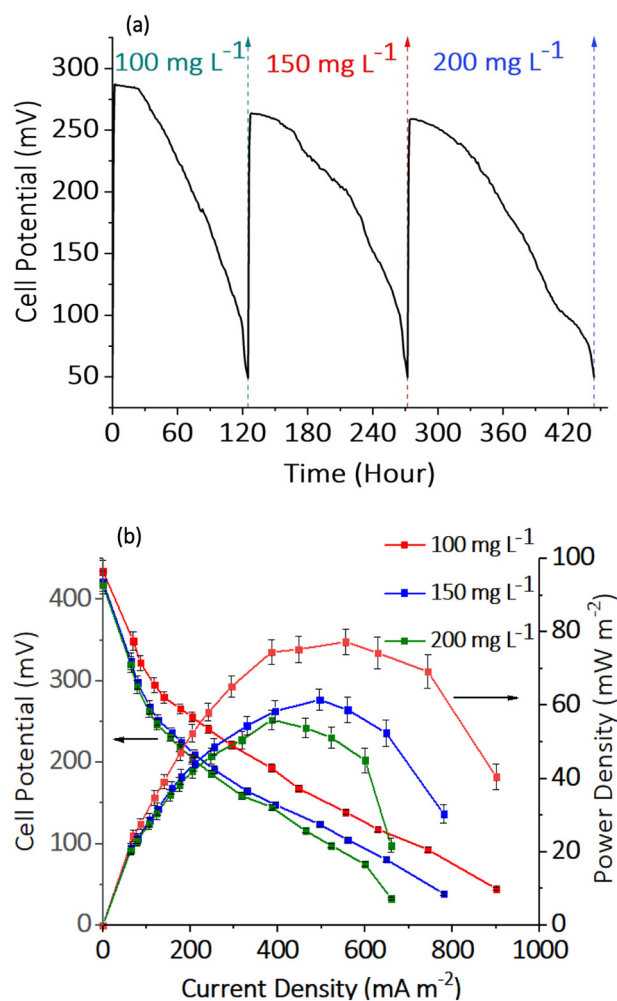 (a)
100 mg L⁻¹ 150 mg L⁻¹ 200 mg L⁻¹
300
250
200
150
100
50
Cell Potential (mV)
0 60 120 180 240 300 360 420
Time (Hour)
(b)
100 mg L⁻¹
150 mg L⁻¹
200 mg L⁻¹
400
300
200
100
0
Cell Potential (mV)
100
80
60
40
20
0
Power Density (mW m⁻²)
0 200 400 600 800 1000
Current Density (mA m⁻²)